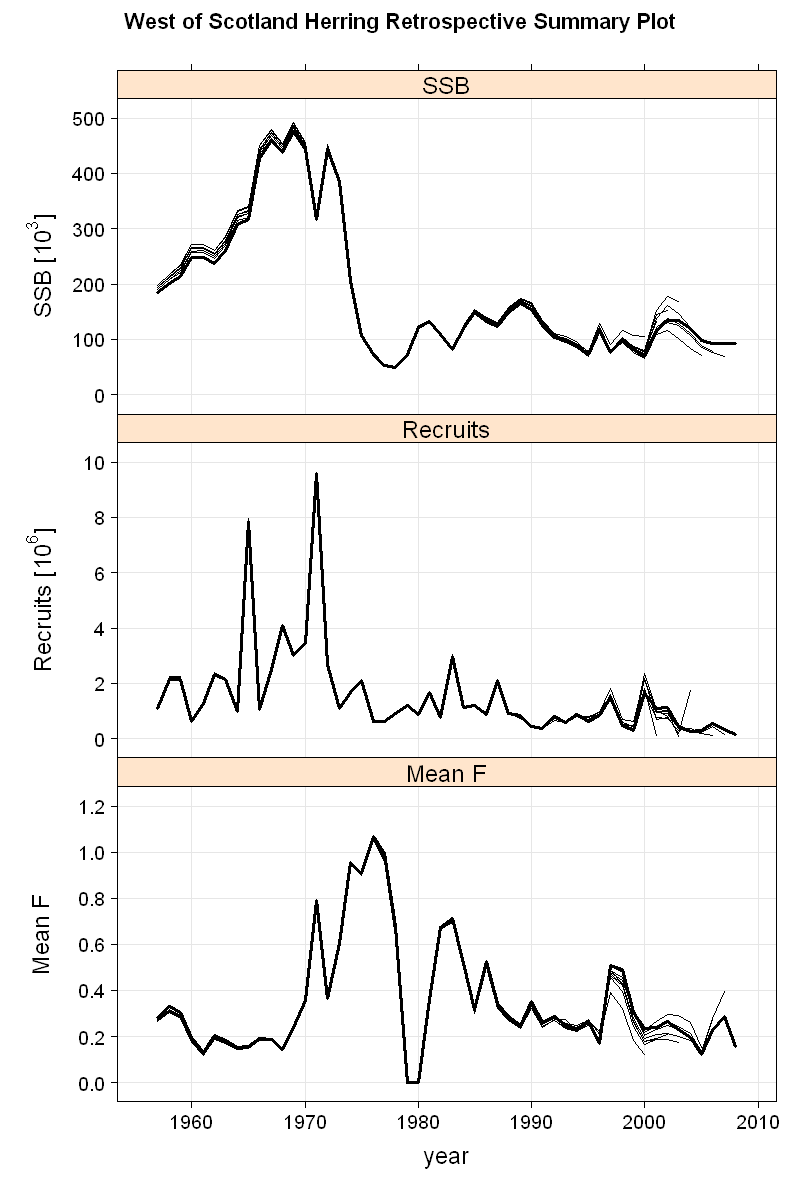 West of Scotland Herring Retrospective Summary Plot
SSB
500
400
300
200
100
0
SSB [10³]
Recruits
10
8
6
4
2
0
Recruits [10⁶]
Mean F
1.2
1.0
0.8
0.6
0.4
0.2
0.0
Mean F
1960 1970 1980 1990 2000 2010
year